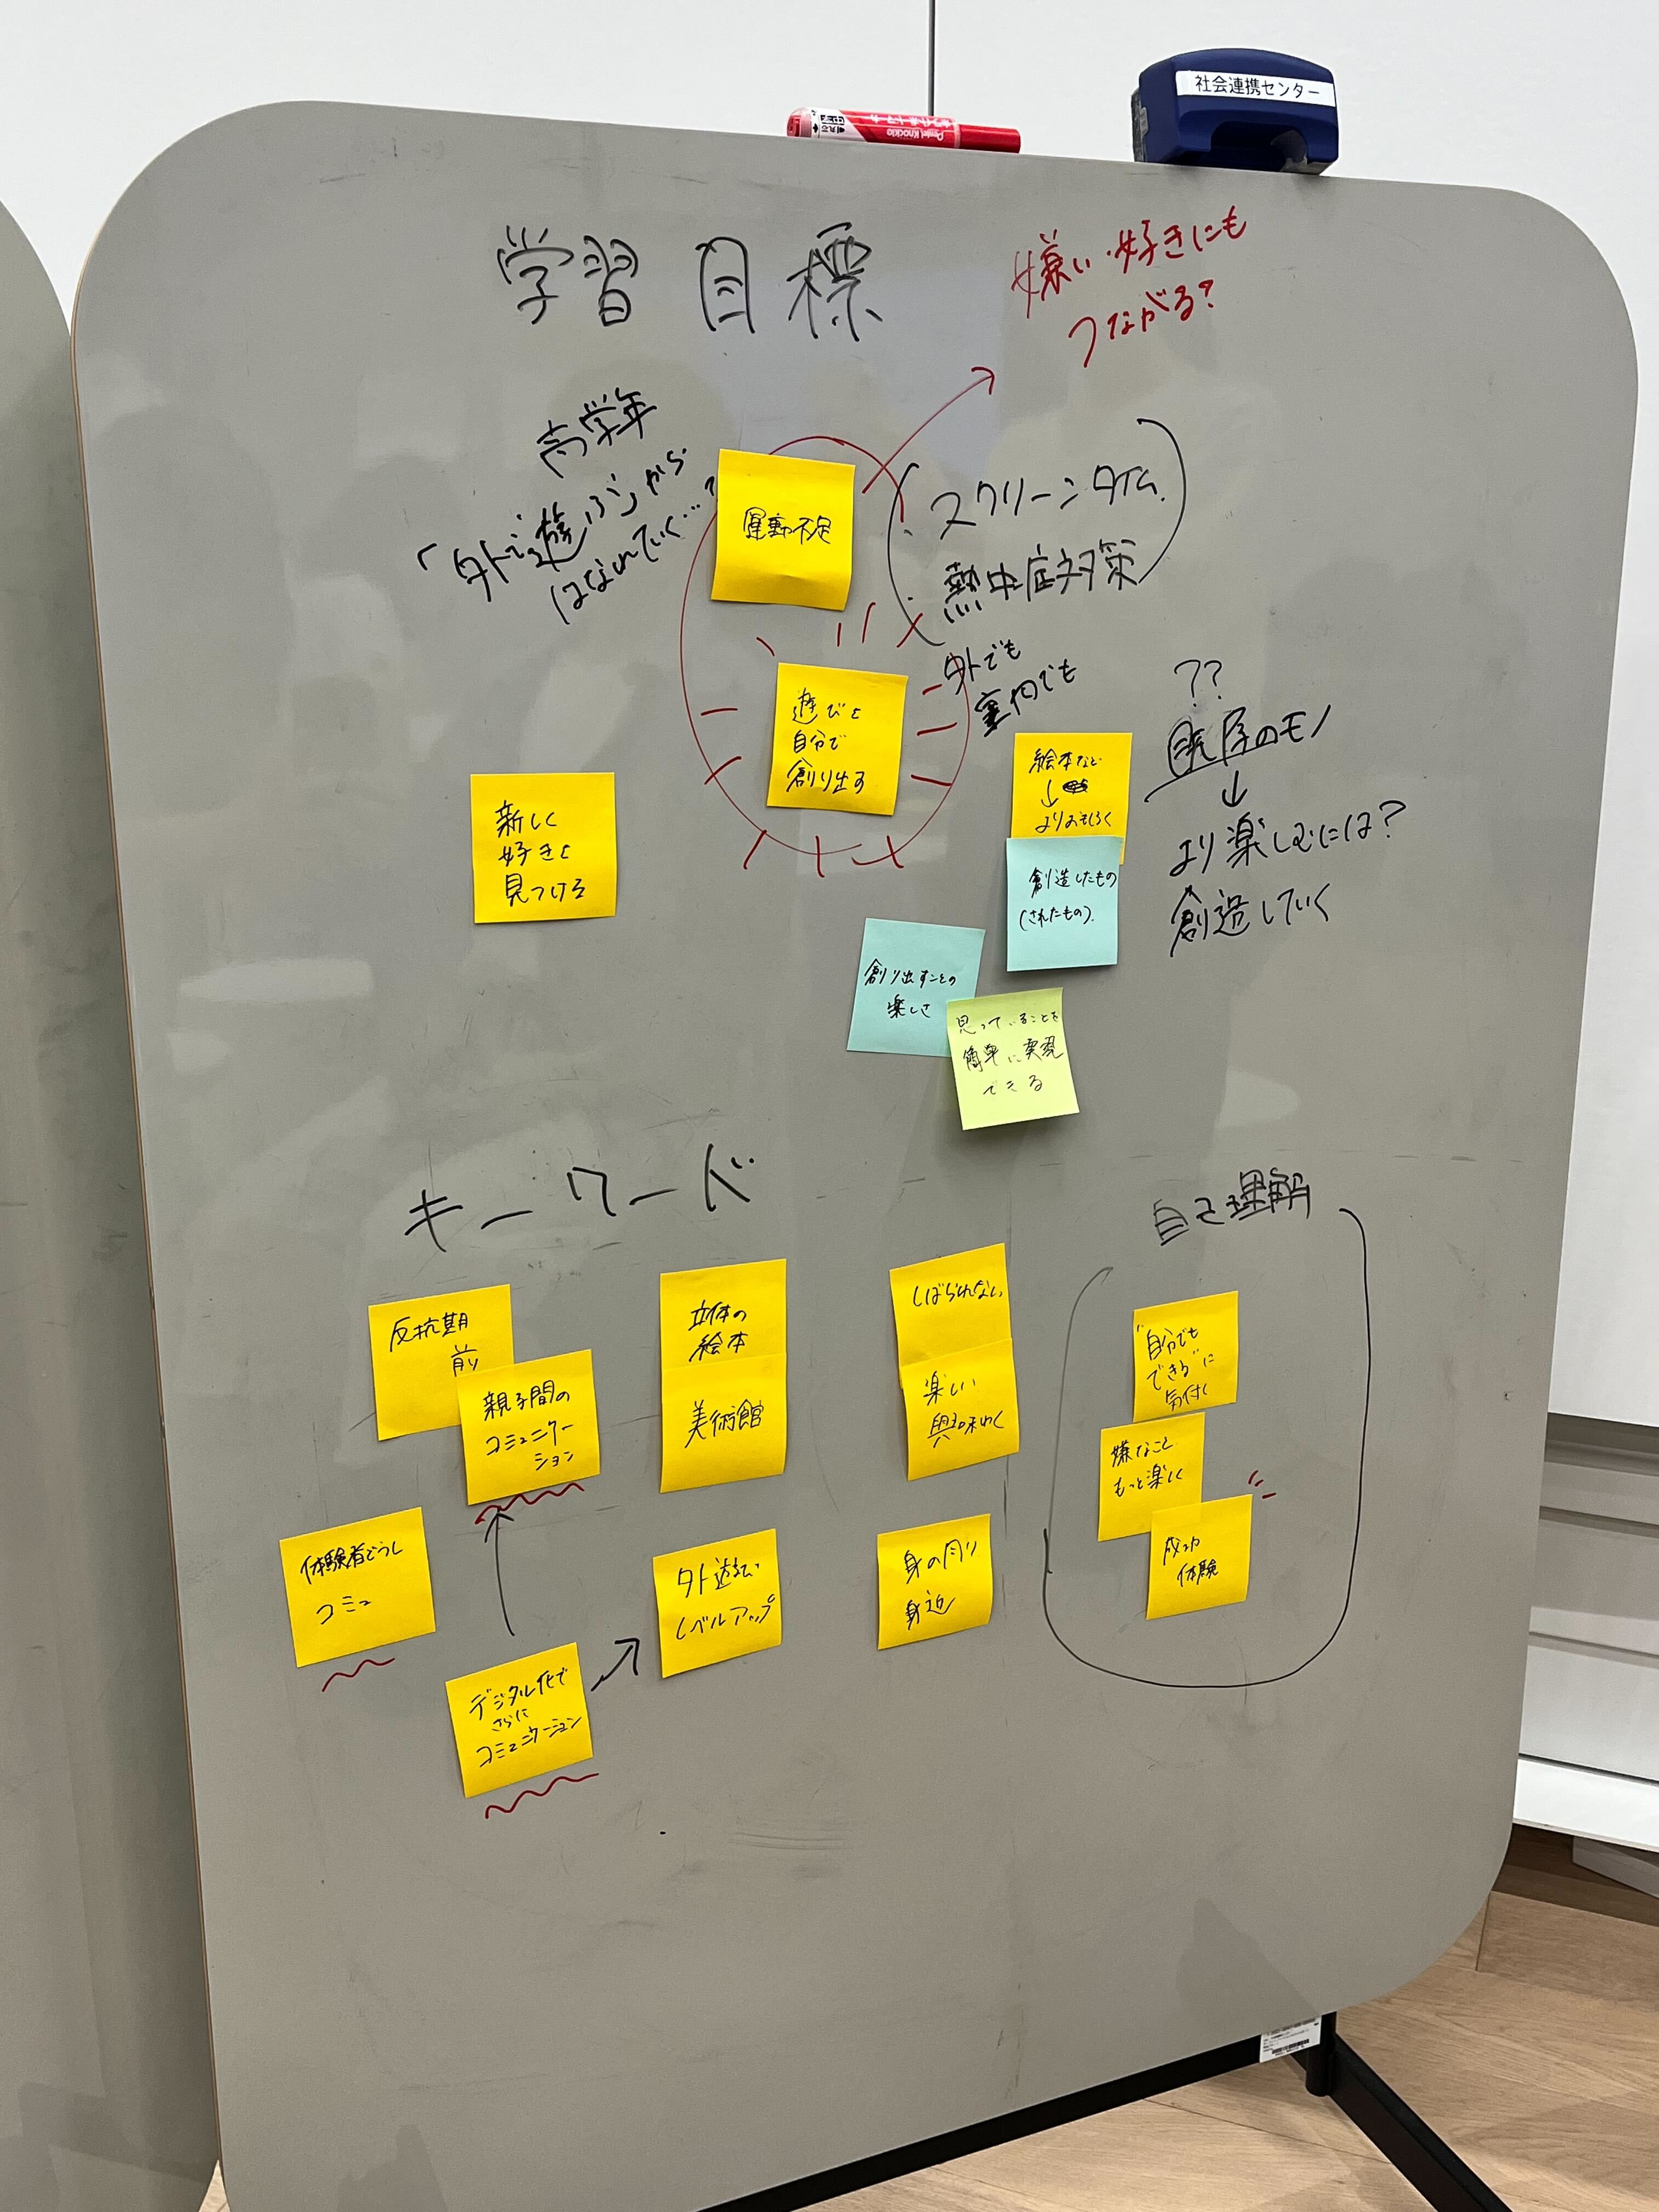 社会連携センター
Pentel Knockle
学習目標
嫌い・好きにも
つながる?
高学年
「外で遊ぶ」から
はなれていく…?
運動不足
・スクリーンタイム
・熱中症対策
外でも
室内でも
遊びを
自分で
創り出す
新しく
好きを
見つける
絵本など
↓
よりおもしろく
創造したもの
(されたもの).
創り出すことの
楽しさ
思っていることを
簡単に実現
できる
??
既存のモノ
↓
より楽しむには?
創造していく
キーワード
反抗期
前
親子間の
コミュニケー
ション
体験者どうし
コミュ
デジタル化で
さらに
コミュニケーション
立体の
絵本
美術館
外遊び
レベルアップ
しばられない
楽しい
興味わく
身の周り
身近
自己理解
"自分でも
できる"に
気付く
嫌なこと
もっと楽しく
成功
体験